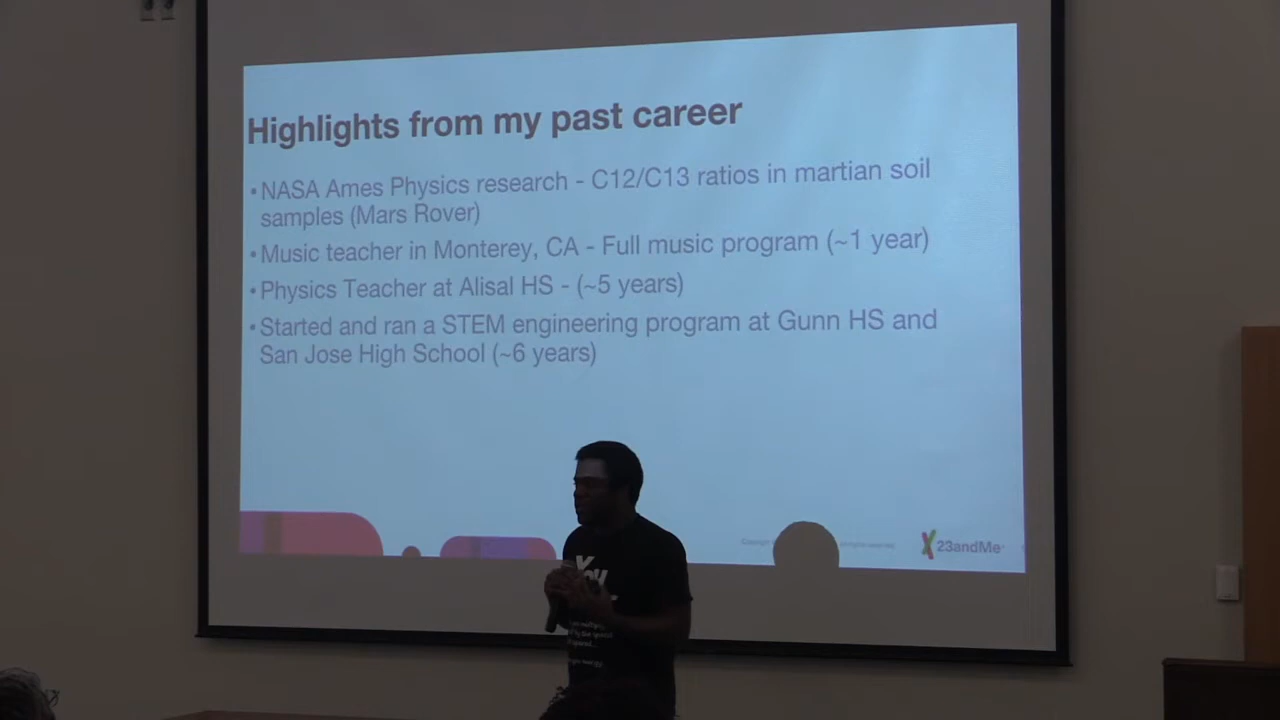 Highlights from my past career
•NASA Ames Physics research - C12/C13 ratios in martian soil
samples (Mars Rover)
•Music teacher in Monterey, CA - Full music program (~1 year)
•Physics Teacher at Alisal HS - (~5 years)
•Started and ran a STEM engineering program at Gunn HS and
San Jose High School (~6 years)
Copyright
23andMe